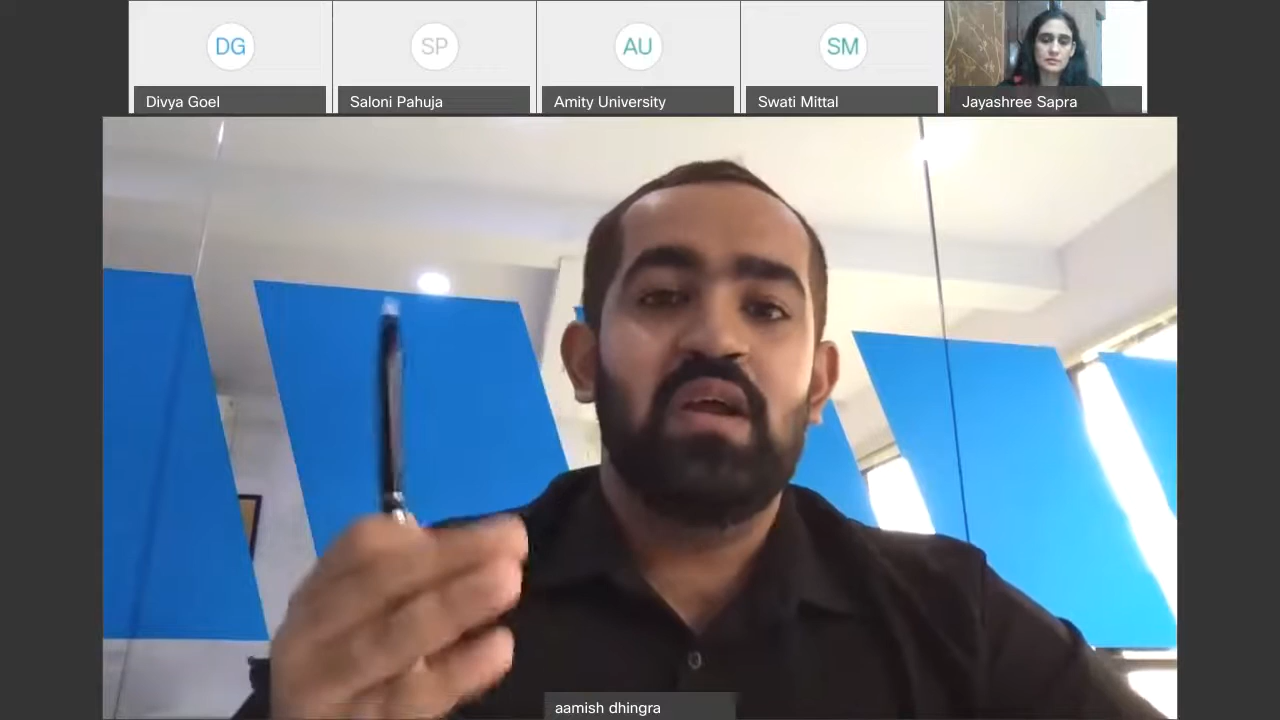 DG
SP
AU
SM
Divya Goel
Saloni Pahuja
Amity University
Swati Mittal
Jayashree Sapra
aamish dhingra